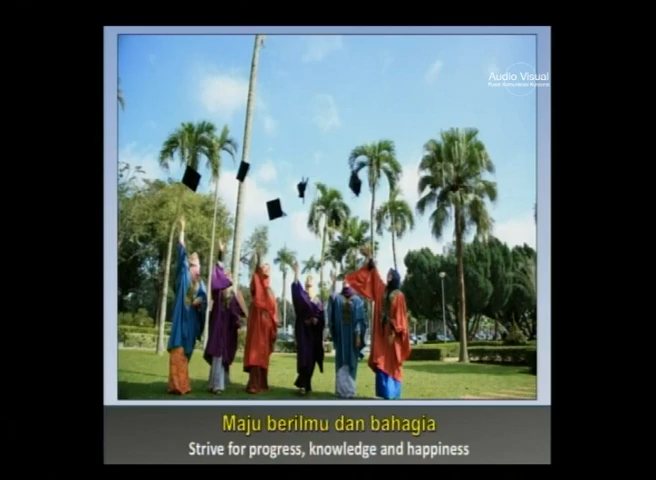 Audio Visual
Maju berilmu dan bahagia
Strive for progress, knowledge and happiness